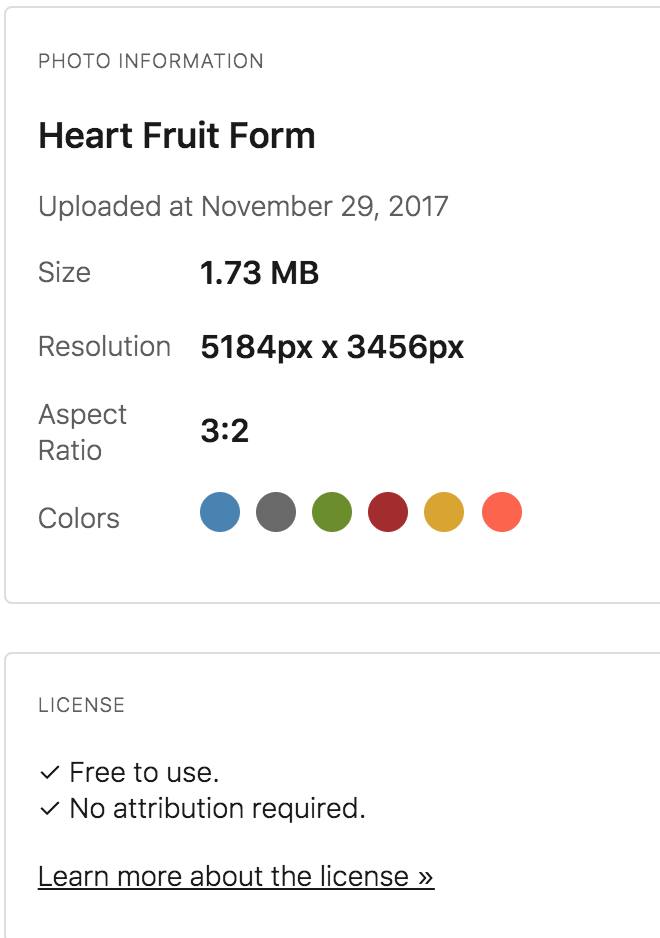 PHOTO INFORMATION
Heart Fruit Form
Uploaded at November 29, 2017
Size 1.73 MB
Resolution 5184px x 3456px
Aspect
Ratio 3:2
Colors
LICENSE
✓ Free to use.
✓ No attribution required.
Learn more about the license »